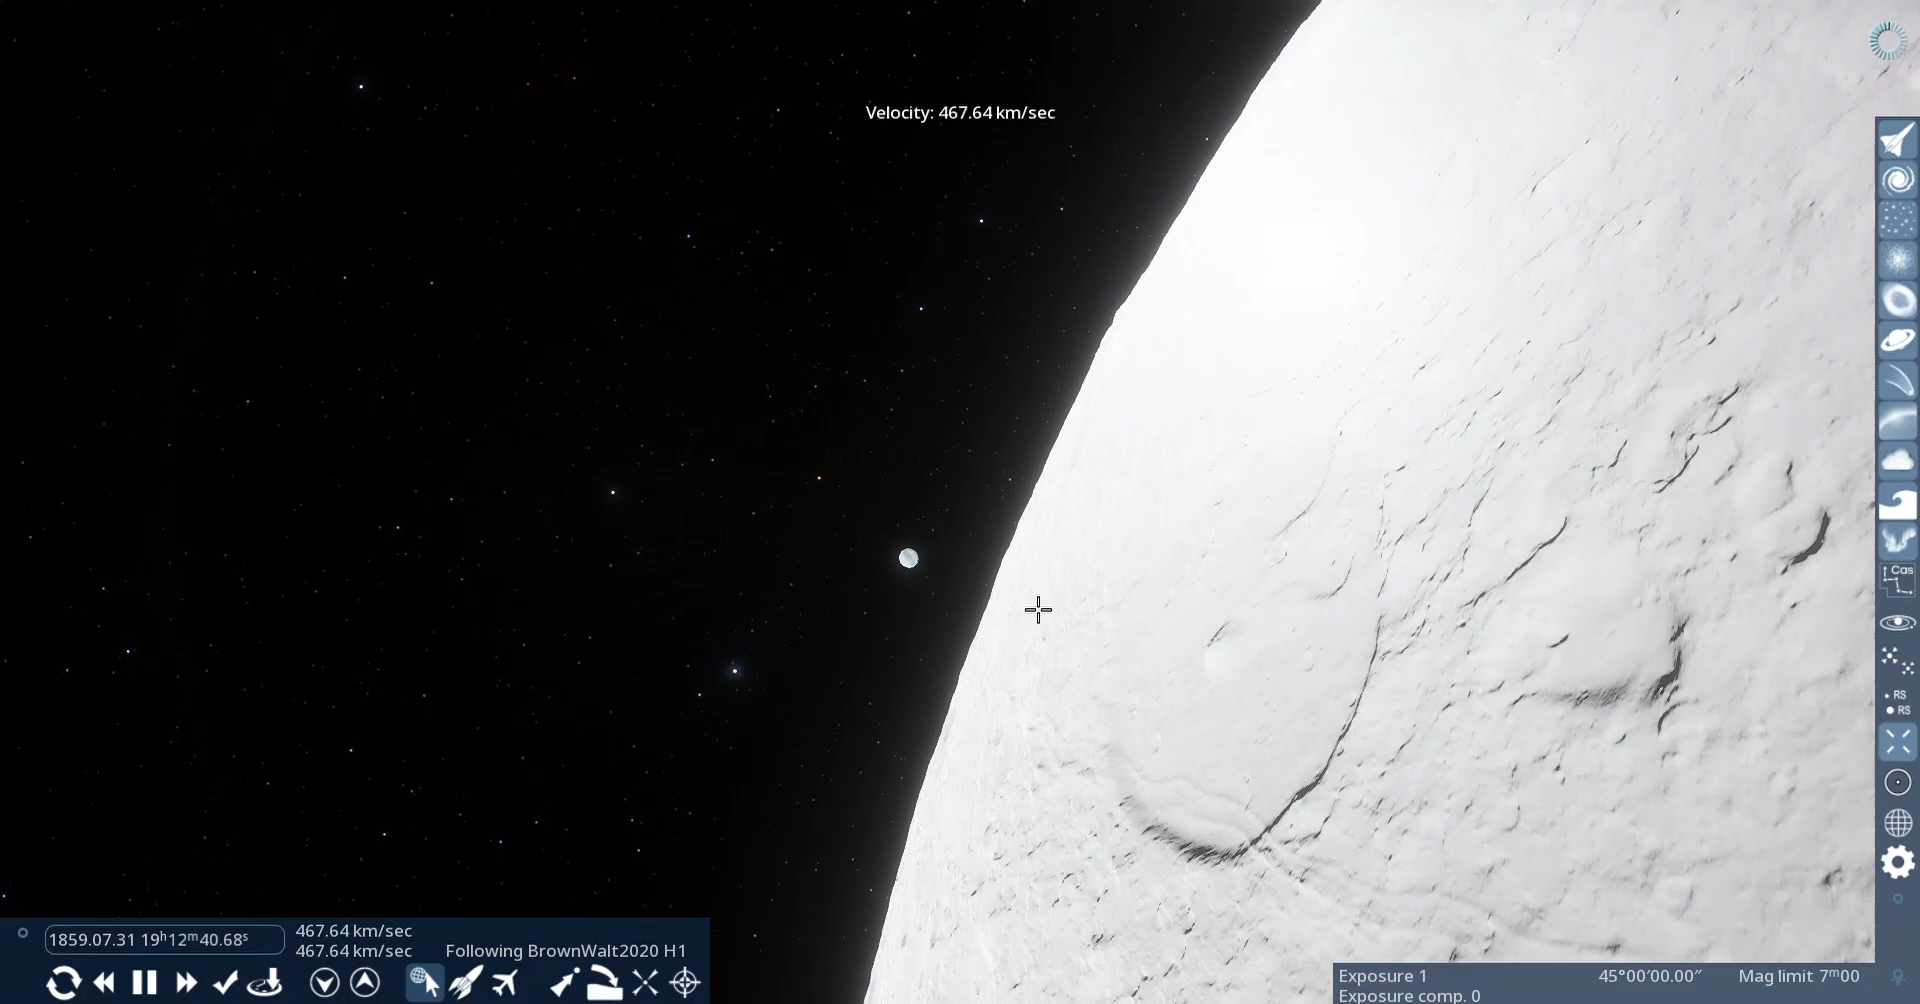 Velocity: 467.64 km/sec
Cas
RS
RS
1859.07.31 19ʰ12ᵐ40.68ˢ
467.64 km/sec
467.64 km/sec
Following BrownWalt2020 H1
Exposure 1
45°00′00.00″
Mag limit 7ᵐ00
Exposure comp. 0